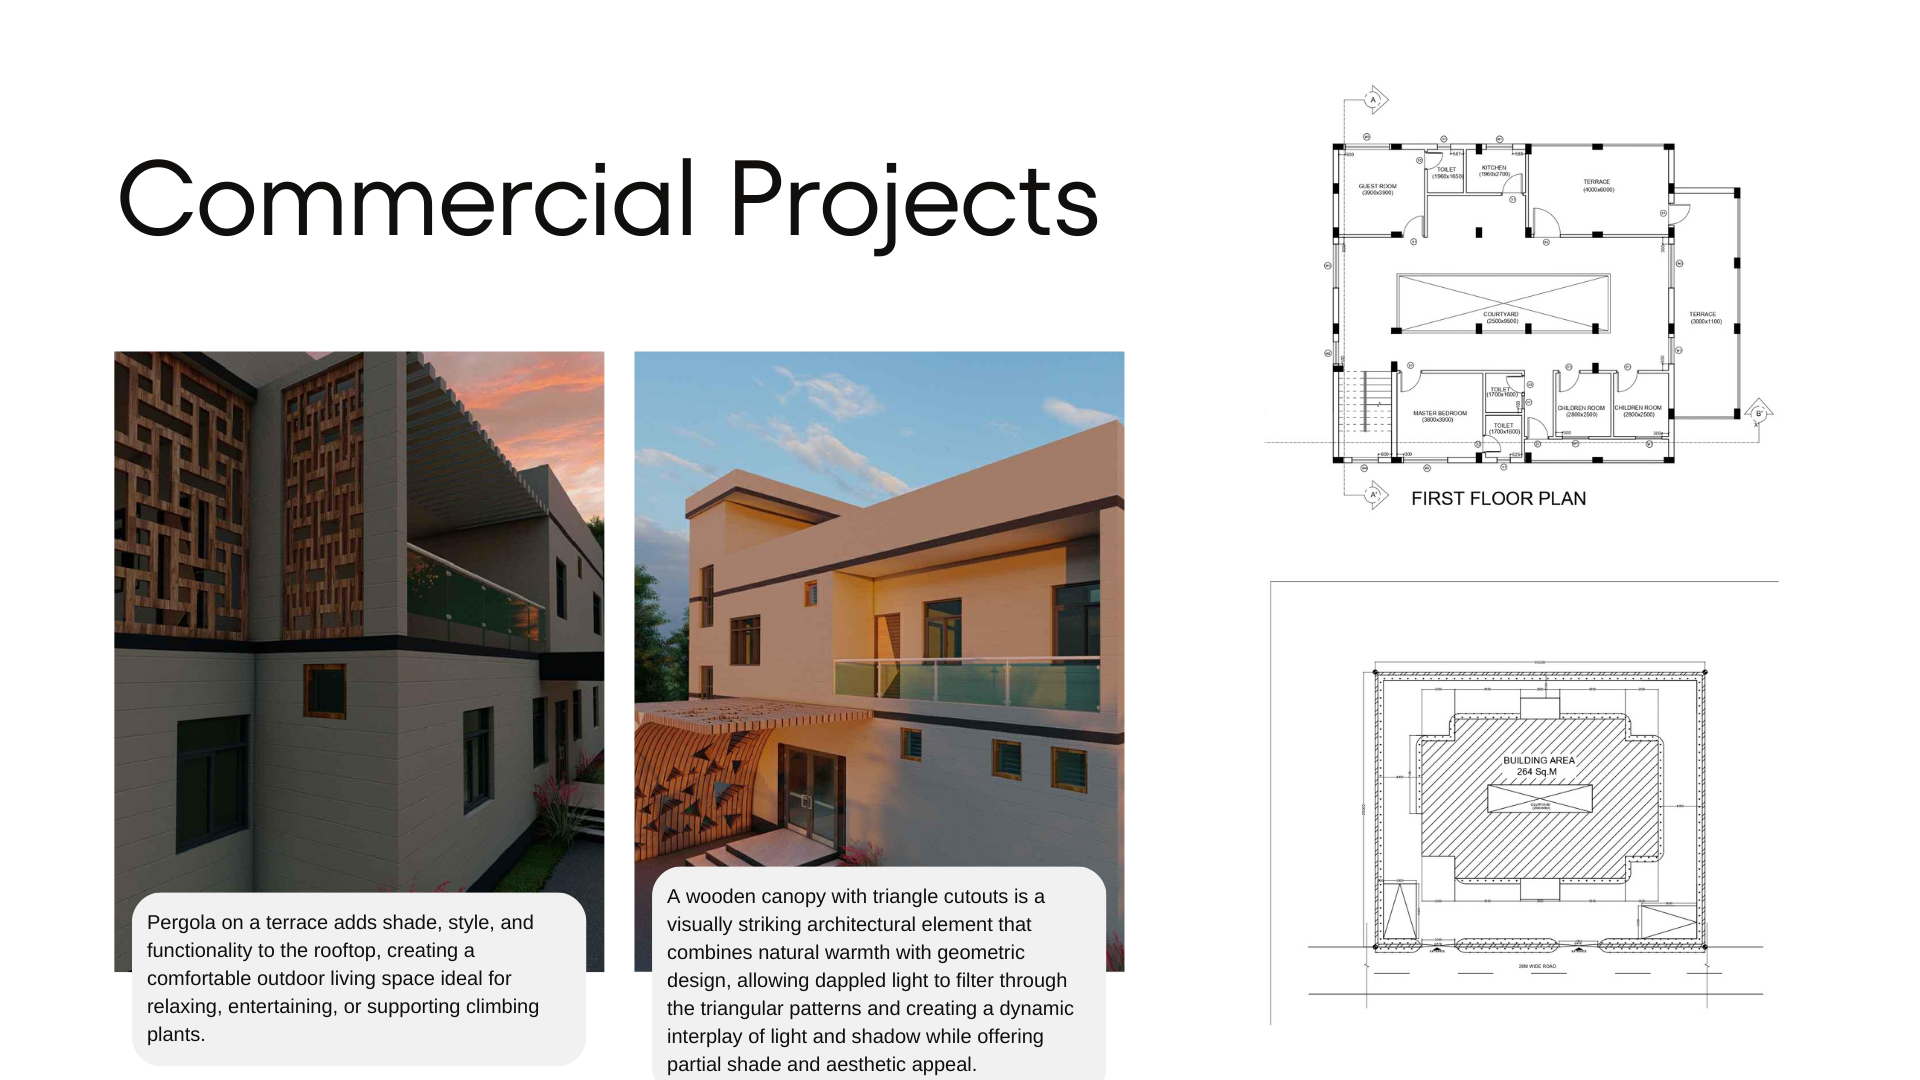 Commercial Projects
Pergola on a terrace adds shade, style, and
functionality to the rooftop, creating a
comfortable outdoor living space ideal for
relaxing, entertaining, or supporting climbing
plants.
A wooden canopy with triangle cutouts is a
visually striking architectural element that
combines natural warmth with geometric
design, allowing dappled light to filter through
the triangular patterns and creating a dynamic
interplay of light and shadow while offering
partial shade and aesthetic appeal.
A
TOILET
(1960x1650)
KITCHEN
(1960x2700)
GUEST ROOM
(3900x3900)
TERRACE
(4000x6000)
COURTYARD
(2500x9500)
TERRACE
(3000x1100)
MASTER BEDROOM
(3800x3900)
TOILET
(1700x1600)
TOILET
(1700x1600)
CHILDREN ROOM
(2800x2500)
CHILDREN ROOM
(2800x2500)
B'
A'
FIRST FLOOR PLAN
BUILDING AREA
264 Sq.M
COURTYARD
26M WIDE ROAD